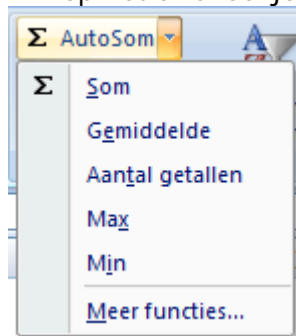 Σ AutoSom
Σ Som
Gemiddelde
Aantal getallen
Max
Min
Meer functies...